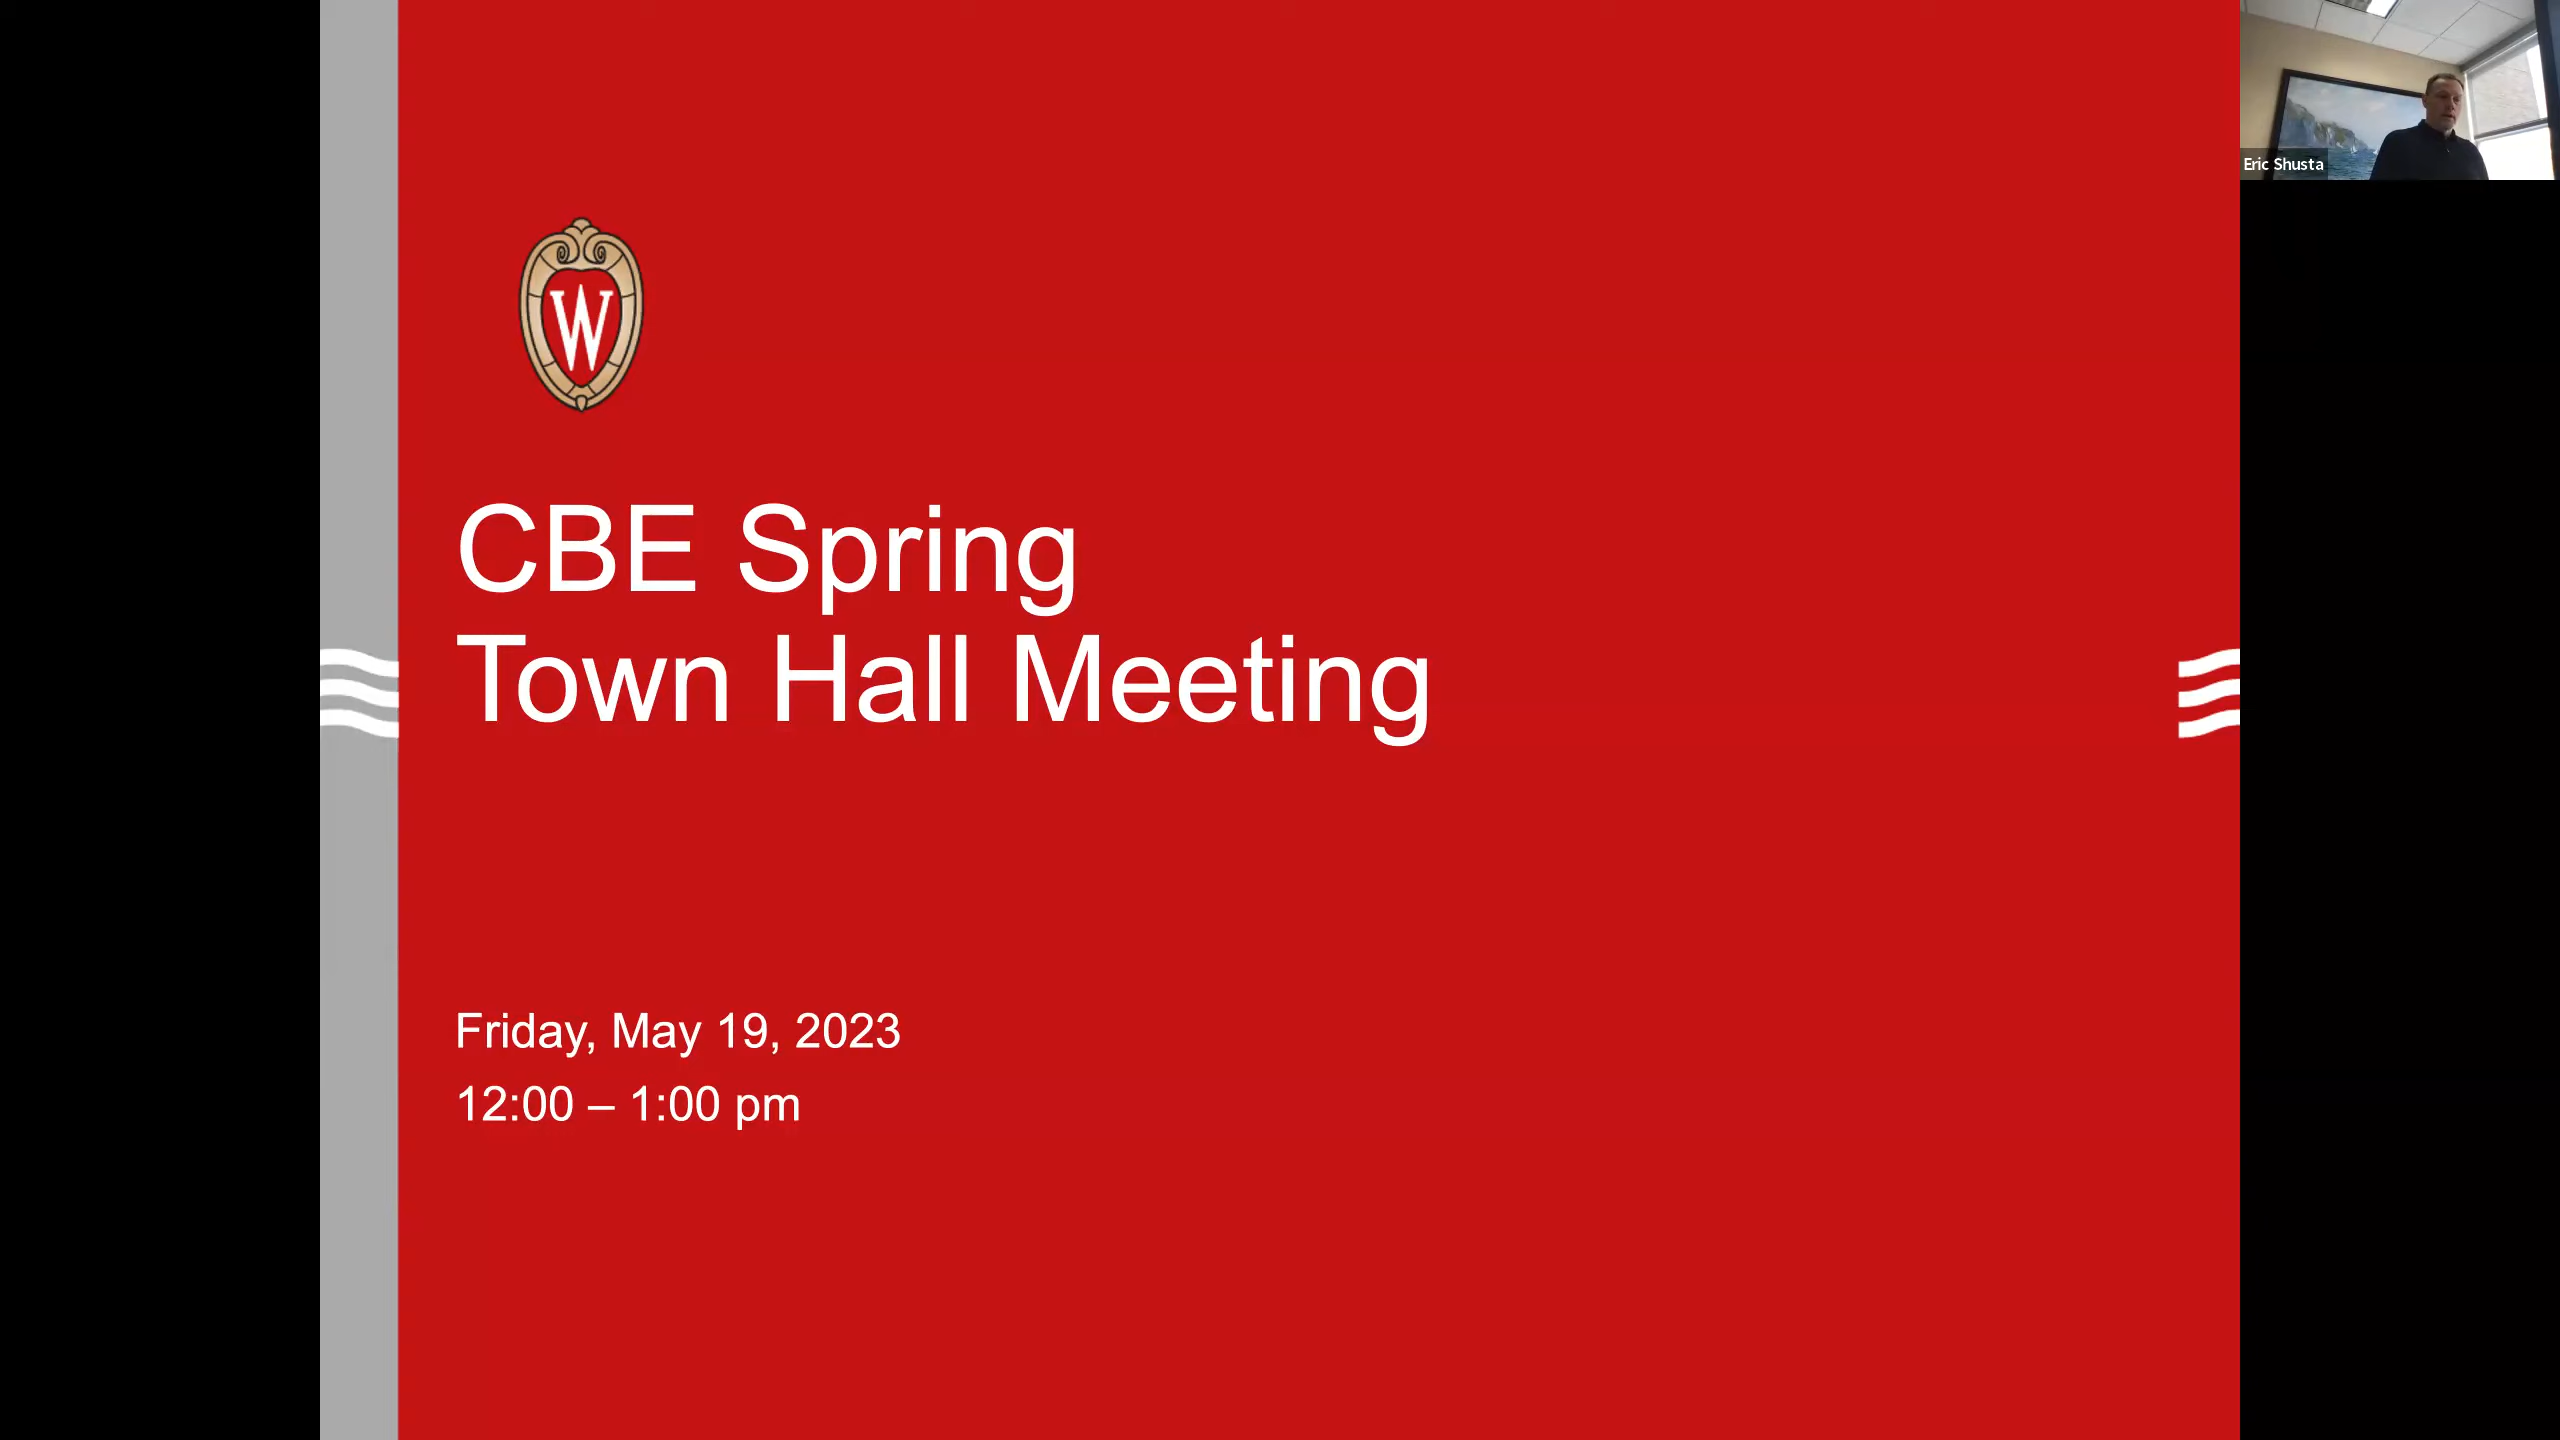 W
CBE Spring
Town Hall Meeting
Friday, May 19, 2023
12:00 – 1:00 pm
Eric Shusta